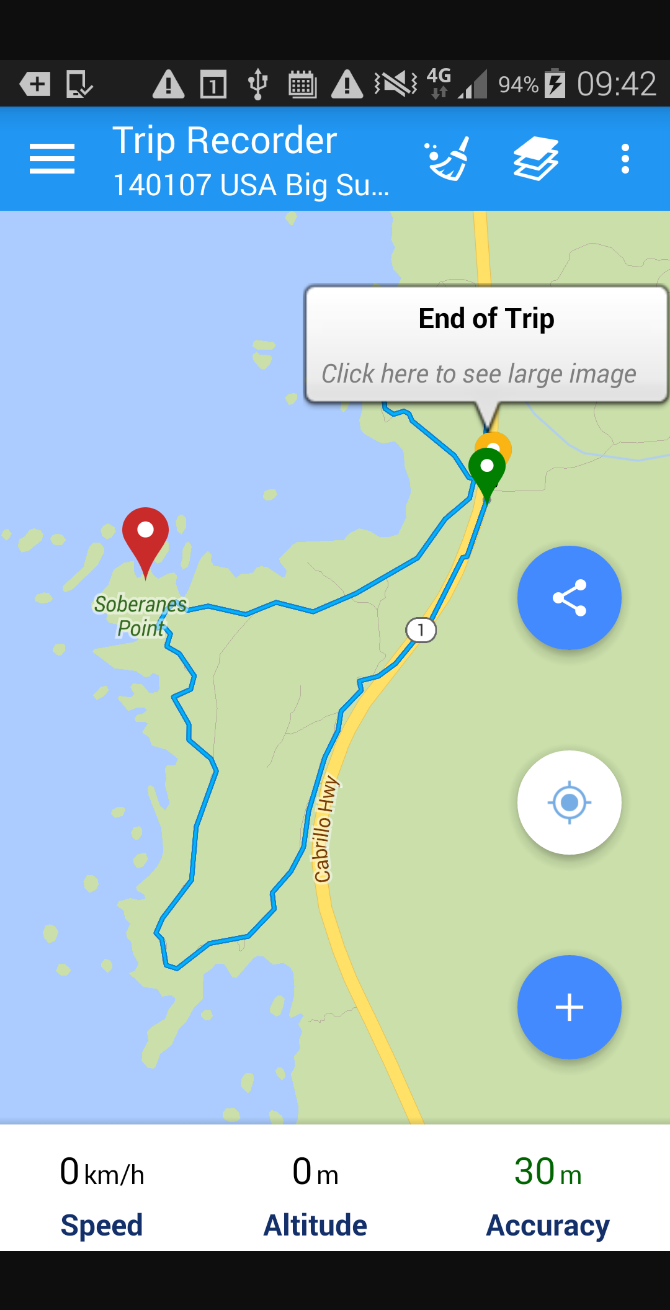 1
4G
94%
09:42
Trip Recorder
140107 USA Big Su...
End of Trip
Click here to see large image
Soberanes
Point
1
Cabrillo Hwy
0 km/h
0 m
30 m
Speed
Altitude
Accuracy